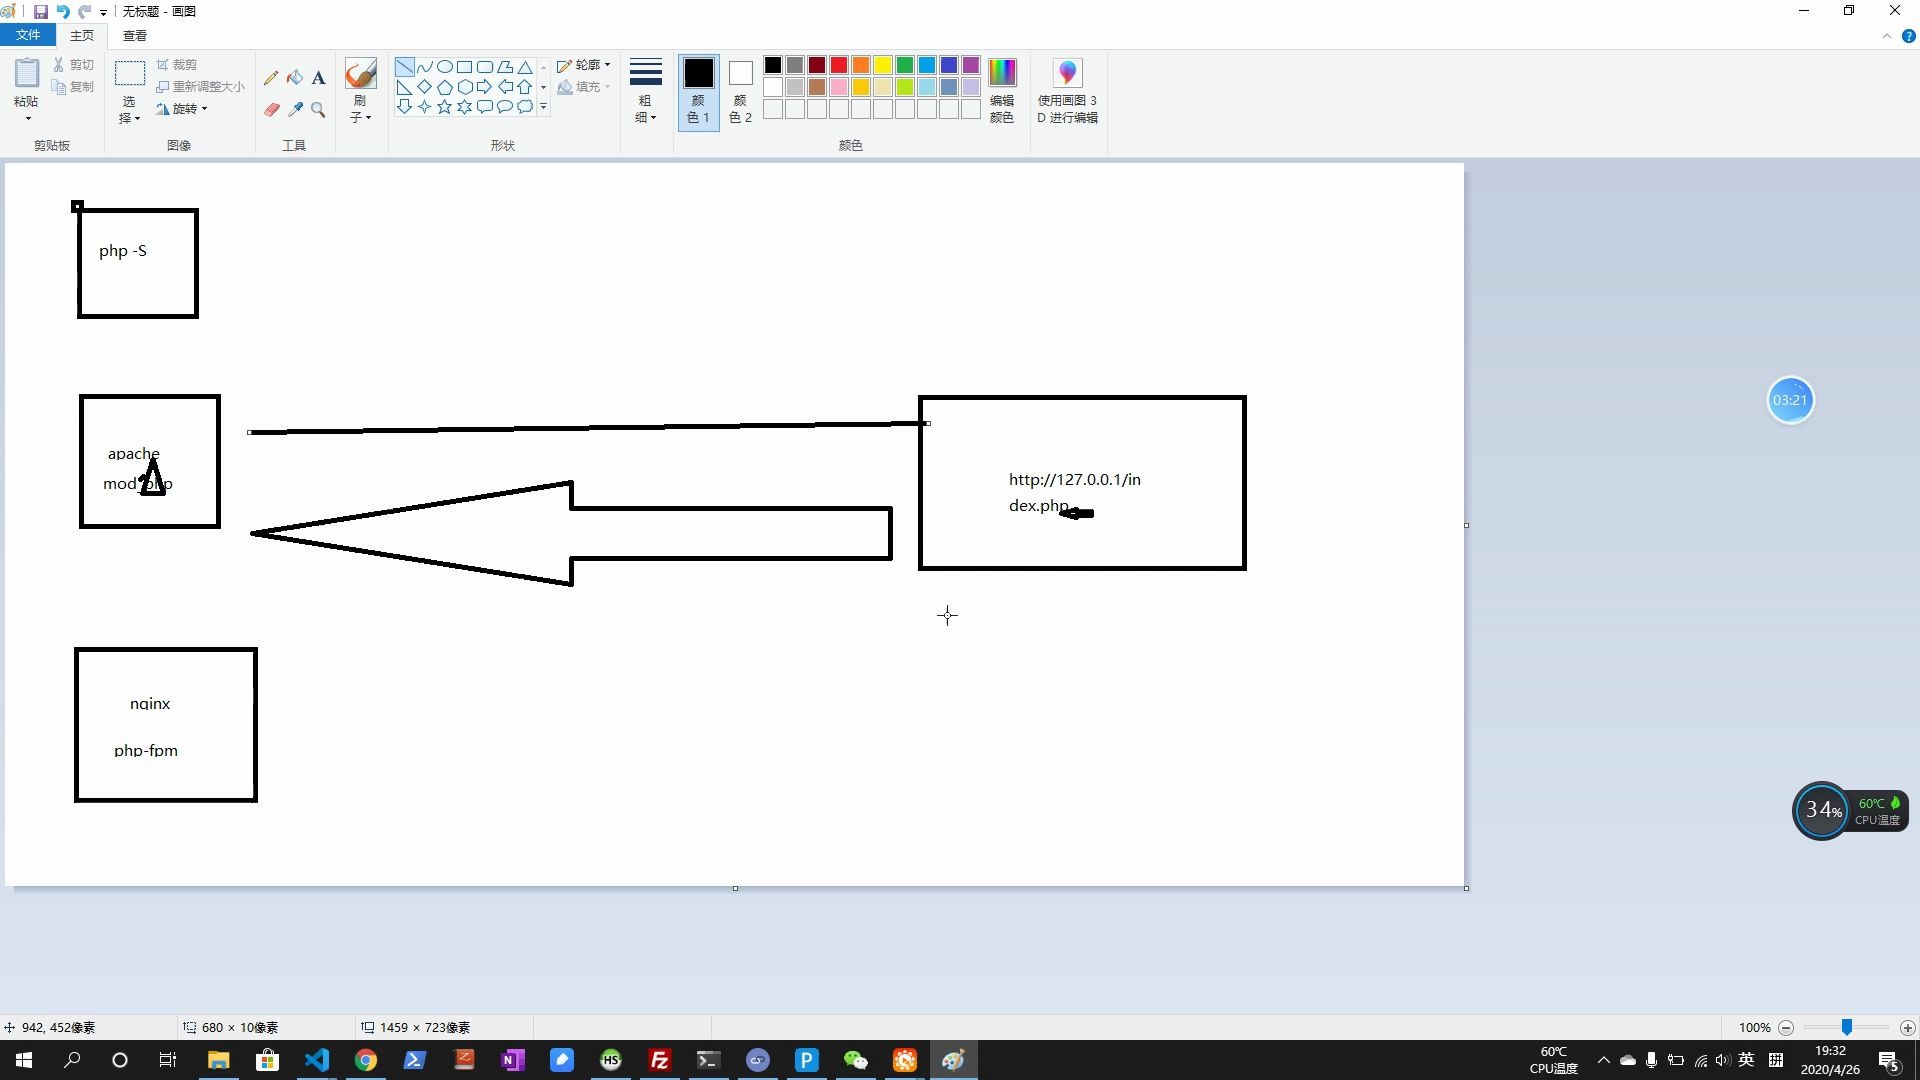 无标题 - 画图
文件 主页 查看
粘贴
剪切
复制
剪贴板
选择
裁剪
重新调整大小
旋转
图像
A
工具
刷子
轮廓
填充
形状
粗细
颜色 1
颜色 2
编辑颜色
颜色
使用画图 3D 进行编辑
php -S
apache
mod_php
http://127.0.0.1/in
dex.php
nginx
php-fpm
03:21
34%
60℃
CPU温度
942, 452像素
680 × 10像素
1459 × 723像素
100%
60℃
CPU温度
英
拼
19:32
2020/4/26
5